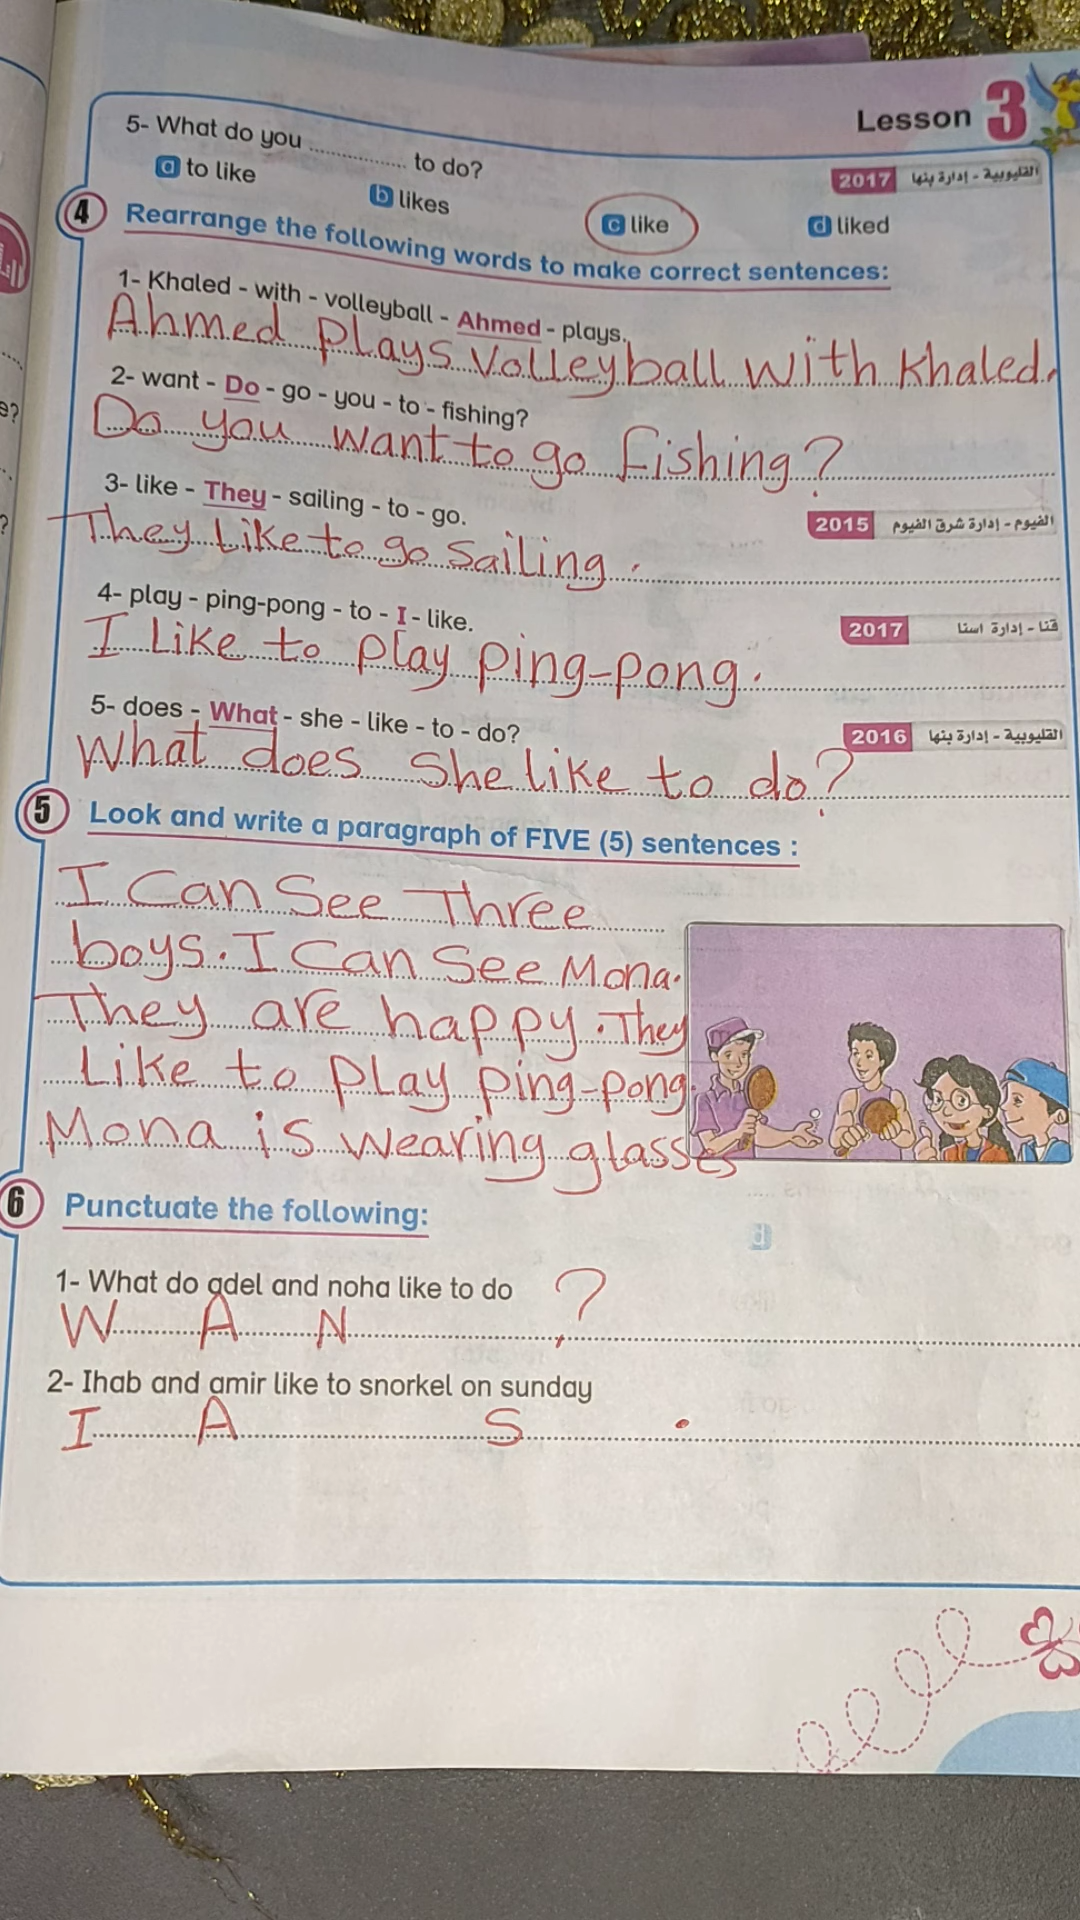 Lesson 3
5- What do you ............... to do?
2017 القليوبية - إدارة بنها
a to like
b likes
c like
d liked
4 Rearrange the following words to make correct sentences:
1- Khaled - with - volleyball - Ahmed - plays.
Ahmed plays volleyball with Khaled.
2- want - Do - go - you - to - fishing?
Do you want to go fishing?
3- like - They - sailing - to - go.
2015 الفيوم - إدارة شرق الفيوم
They Like to go Sailing.
4- play - ping-pong - to - I - like.
2017 قنا - إدارة اسنا
I Like to play ping-pong.
5- does - What - she - like - to - do?
2016 القليوبية - إدارة بنها
What does She like to do?
5 Look and write a paragraph of FIVE (5) sentences :
I Can See Three
boys. I Can See Mona.
They are happy. They
Like to play ping-pong.
Mona is wearing glasses
6 Punctuate the following:
1- What do adel and noha like to do
W A N ?
2- Ihab and amir like to snorkel on sunday
I A S .